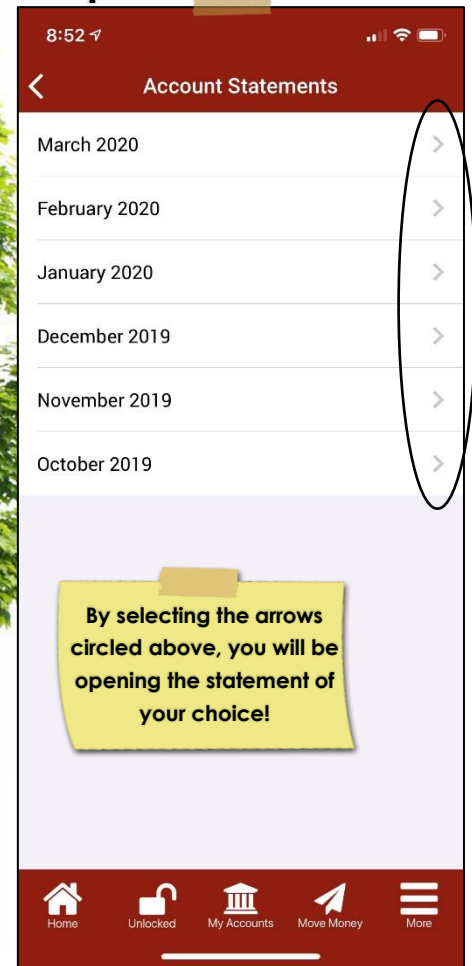 8:52
Account Statements
March 2020
February 2020
January 2020
December 2019
November 2019
October 2019
By selecting the arrows
circled above, you will be
opening the statement of
your choice!
Home Unlocked My Accounts Move Money More